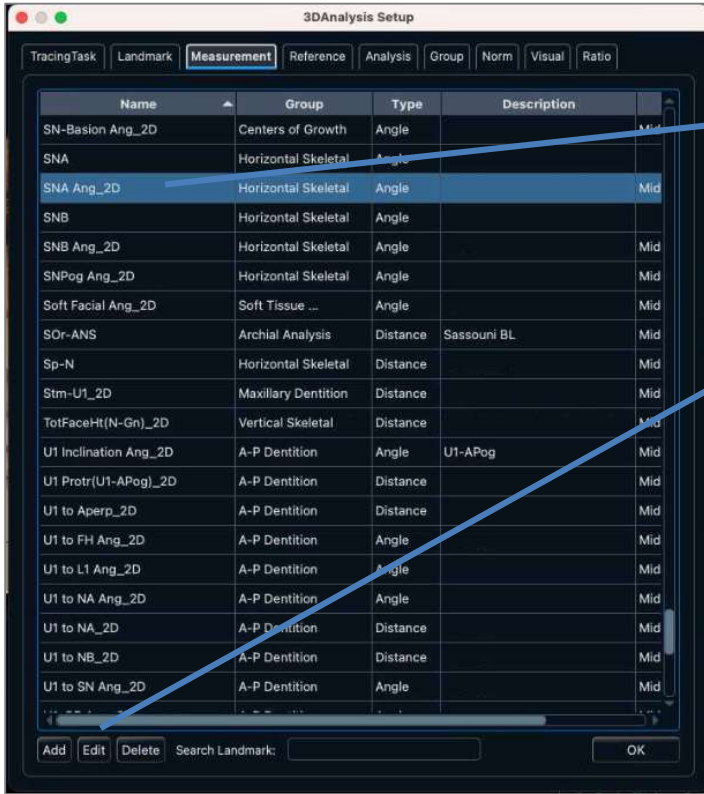 3DAnalysis Setup
TracingTask Landmark Measurement Reference Analysis Group Norm Visual Ratio
Name Group Type Description
SN-Basion Ang_2D Centers of Growth Angle Mid
SNA Horizontal Skeletal Angle
SNA Ang_2D Horizontal Skeletal Angle Mid
SNB Horizontal Skeletal Angle
SNB Ang_2D Horizontal Skeletal Angle Mid
SNPog Ang_2D Horizontal Skeletal Angle Mid
Soft Facial Ang_2D Soft Tissue ... Angle Mid
SOr-ANS Archial Analysis Distance Sassouni BL Mid
Sp-N Horizontal Skeletal Distance Mid
Stm-U1_2D Maxillary Dentition Distance Mid
TotFaceHt(N-Gn)_2D Vertical Skeletal Distance Mid
U1 Inclination Ang_2D A-P Dentition Angle U1-APog Mid
U1 Protr(U1-APog)_2D A-P Dentition Distance Mid
U1 to Aperp_2D A-P Dentition Distance Mid
U1 to FH Ang_2D A-P Dentition Angle Mid
U1 to L1 Ang_2D A-P Dentition Angle Mid
U1 to NA Ang_2D A-P Dentition Angle Mid
U1 to NA_2D A-P Dentition Distance Mid
U1 to NB_2D A-P Dentition Distance Mid
U1 to SN Ang_2D A-P Dentition Angle Mid
Add Edit Delete Search Landmark: OK